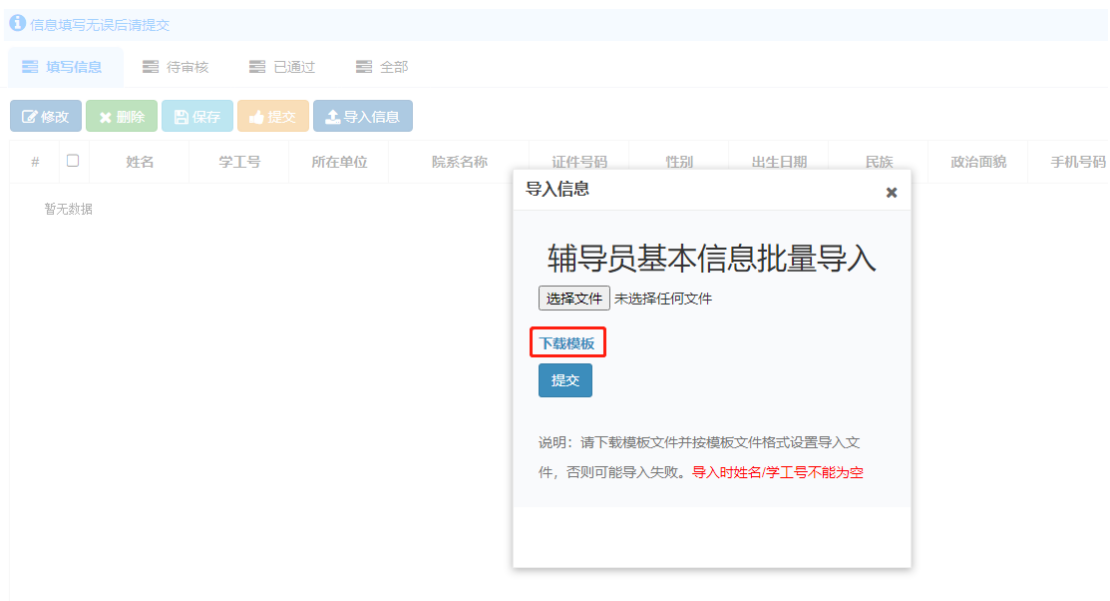 信息填写无误后请提交
填写信息 待审核 已通过 全部
修改 删除 保存 提交 导入信息
# 姓名 学工号 所在单位 院系名称 证件号码 性别 出生日期 民族 政治面貌 手机号码
暂无数据
导入信息
辅导员基本信息批量导入
选择文件 未选择任何文件
下载模板
提交
说明：请下载模板文件并按模板文件格式设置导入文
件，否则可能导入失败。导入时姓名/学工号不能为空